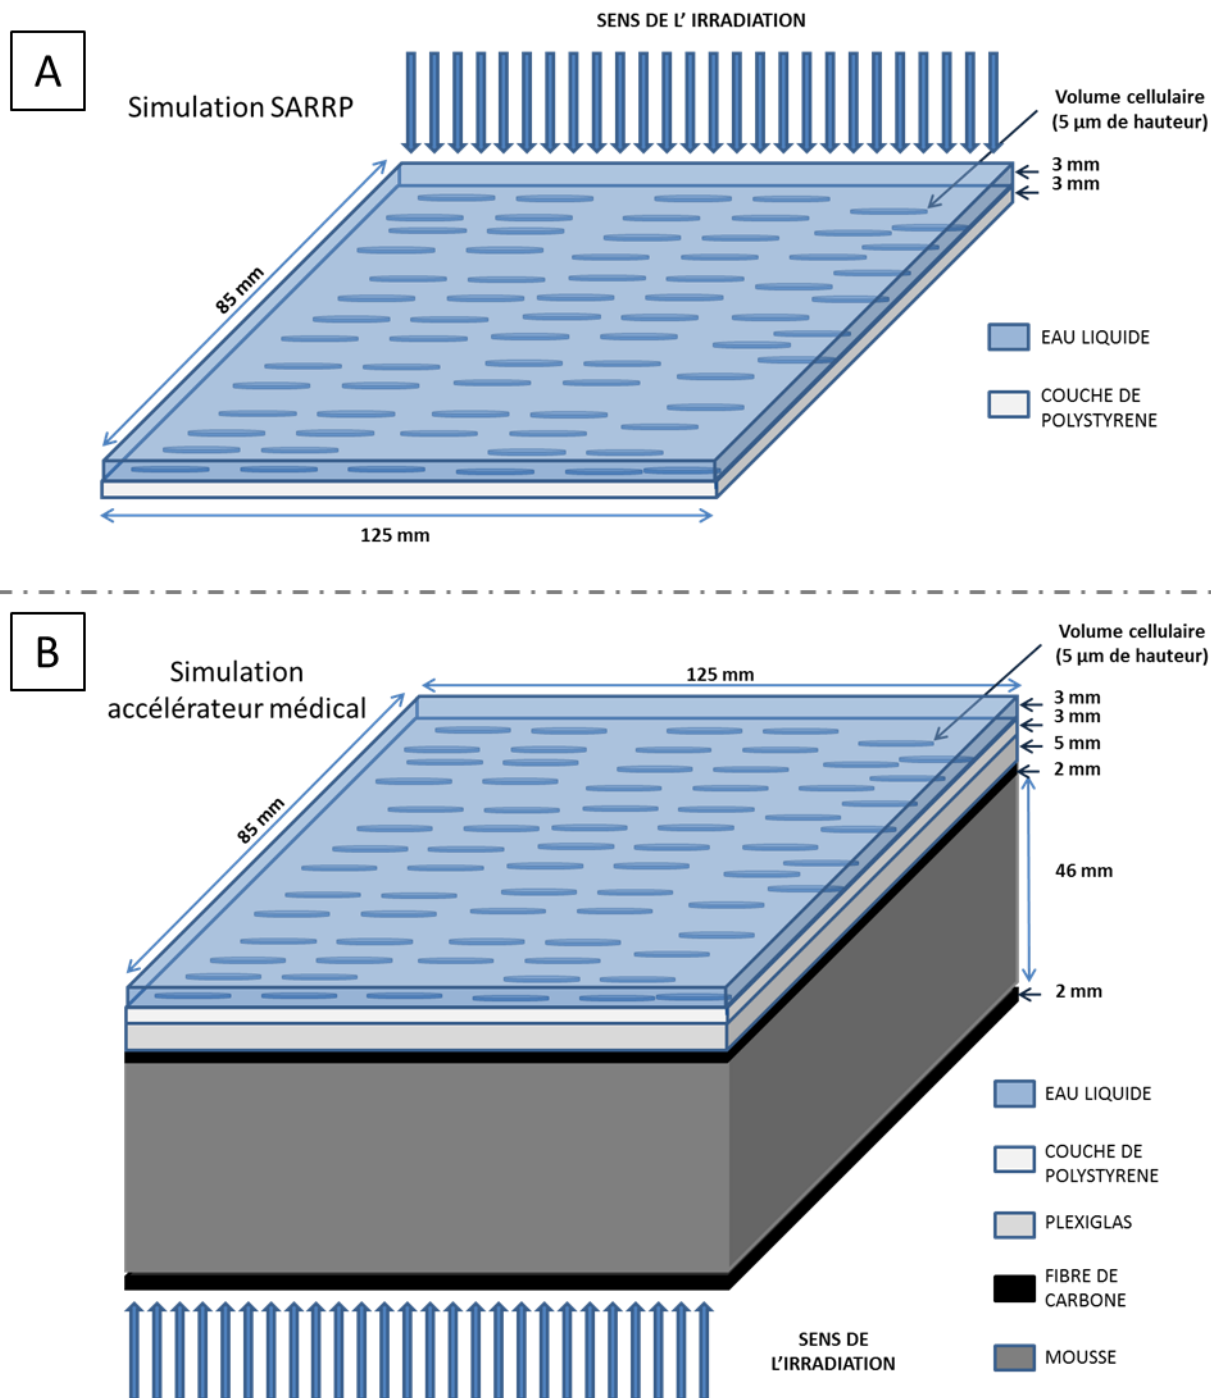 A
SENS DE L' IRRADIATION
Simulation SARRP
Volume cellulaire
(5 µm de hauteur)
3 mm
3 mm
85 mm
EAU LIQUIDE
COUCHE DE
POLYSTYRENE
125 mm
B
Simulation
accélérateur médical
Volume cellulaire
(5 µm de hauteur)
125 mm
3 mm
3 mm
5 mm
2 mm
85 mm
46 mm
2 mm
EAU LIQUIDE
COUCHE DE
POLYSTYRENE
PLEXIGLAS
FIBRE DE
CARBONE
MOUSSE
SENS DE
L'IRRADIATION